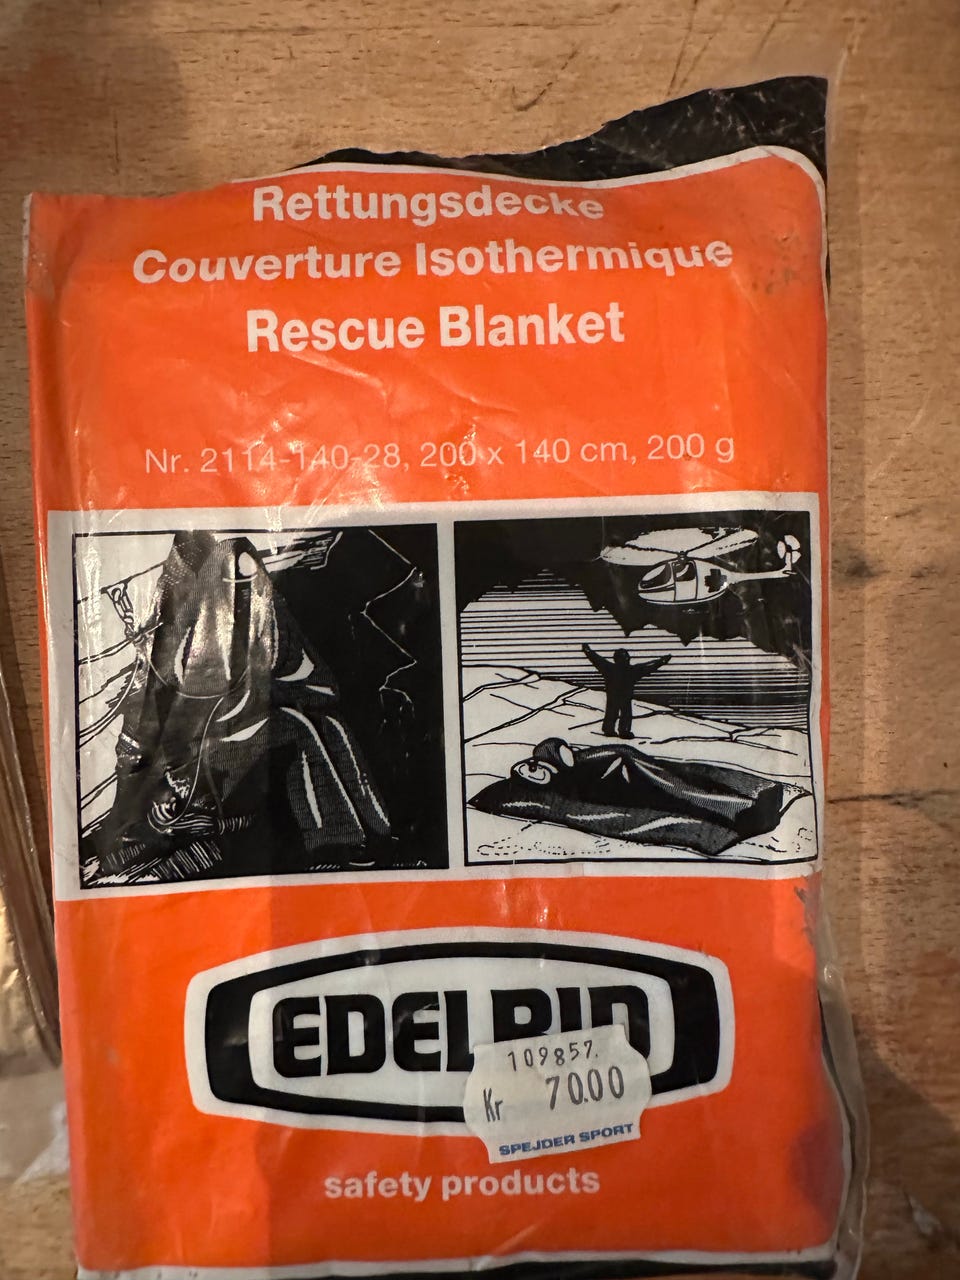 Rettungsdecke
Couverture Isothermique
Rescue Blanket
Nr. 2114-140-28, 200 x 140 cm, 200 g
EDELRID
109857.
Kr 70.00
SPEJDER SPORT
safety products